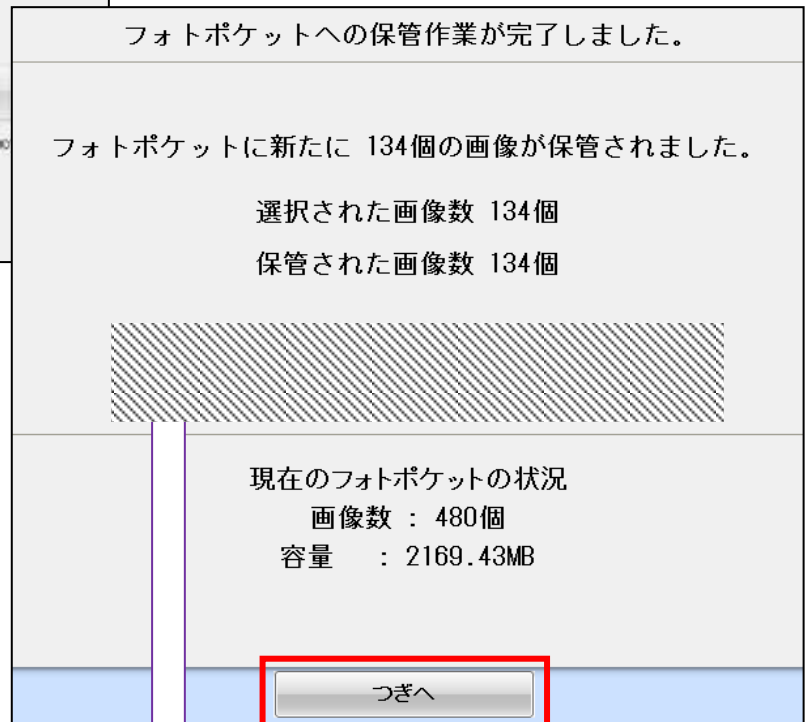 フォトポケットへの保管作業が完了しました。
フォトポケットに新たに 134個の画像が保管されました。
選択された画像数 134個
保管された画像数 134個
現在のフォトポケットの状況
画像数 : 480個
容量 : 2169.43MB
つぎへ